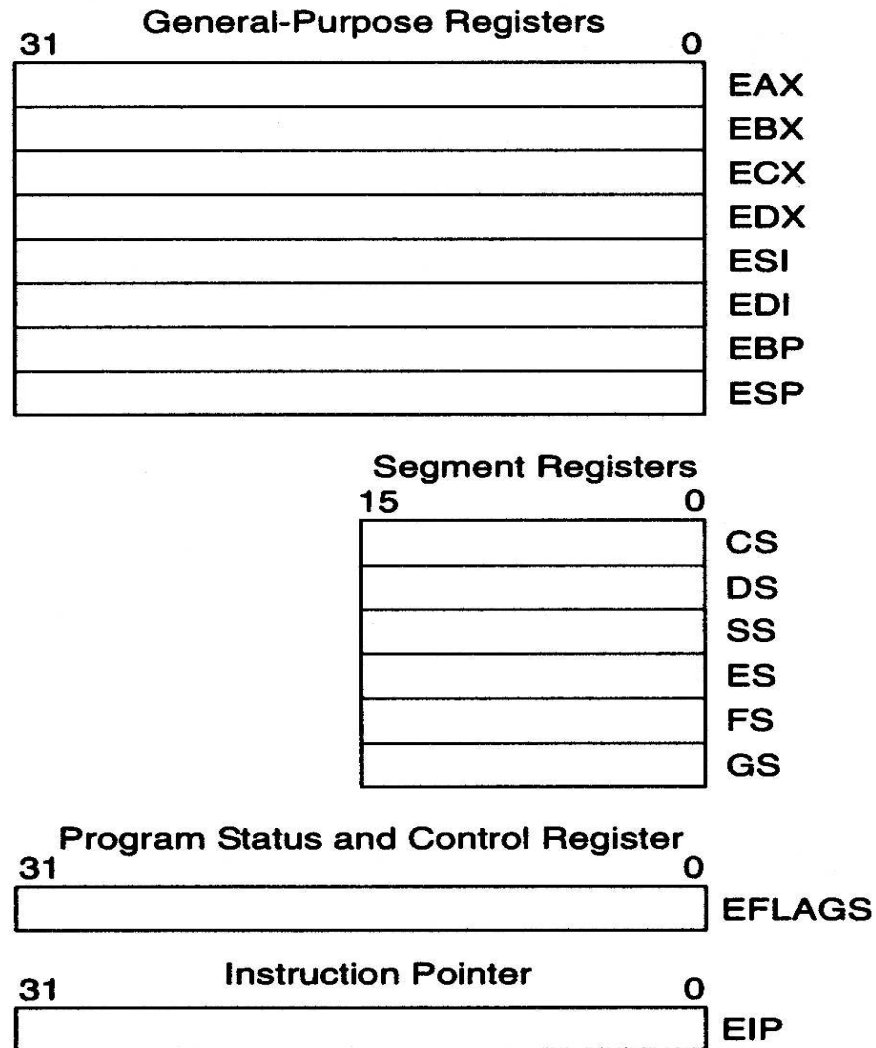 General-Purpose Registers
31 0
EAX
EBX
ECX
EDX
ESI
EDI
EBP
ESP
Segment Registers
15 0
CS
DS
SS
ES
FS
GS
Program Status and Control Register
31 0
EFLAGS
Instruction Pointer
31 0
EIP